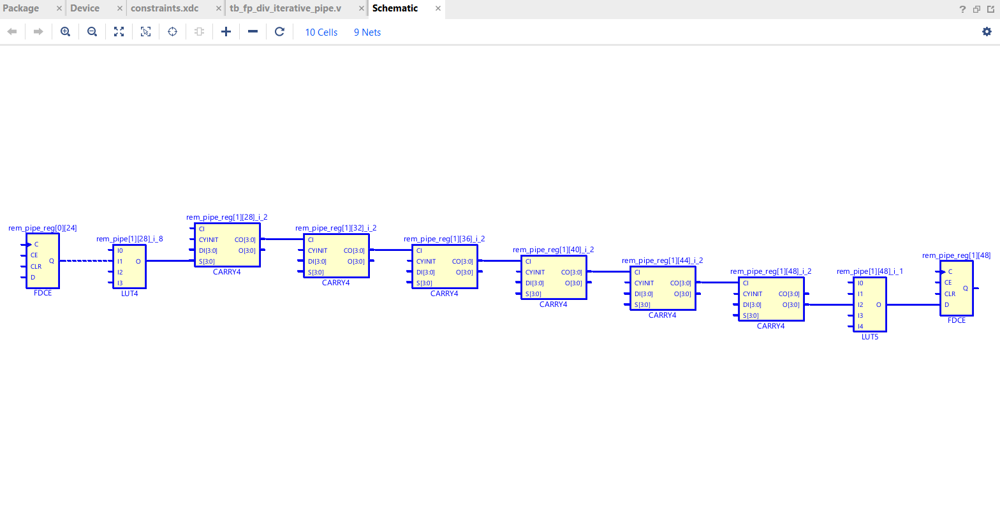 Package × Device × constraints.xdc × tb_fp_div_iterative_pipe.v × Schematic × ?
10 Cells 9 Nets
rem_pipe_reg[0][24]
C
CE
CLR
D
Q
FDCE
rem_pipe[1][28]_i_8
I0
I1
I2
I3
O
LUT4
rem_pipe_reg[1][28]_i_2
CI
CYINIT CO[3:0]
DI[3:0] O[3:0]
S[3:0]
CARRY4
rem_pipe_reg[1][32]_i_2
CI
CYINIT CO[3:0]
DI[3:0] O[3:0]
S[3:0]
CARRY4
rem_pipe_reg[1][36]_i_2
CI
CYINIT CO[3:0]
DI[3:0] O[3:0]
S[3:0]
CARRY4
rem_pipe_reg[1][40]_i_2
CI
CYINIT CO[3:0]
DI[3:0] O[3:0]
S[3:0]
CARRY4
rem_pipe_reg[1][44]_i_2
CI
CYINIT CO[3:0]
DI[3:0] O[3:0]
S[3:0]
CARRY4
rem_pipe_reg[1][48]_i_2
CI
CYINIT CO[3:0]
DI[3:0] O[3:0]
S[3:0]
CARRY4
rem_pipe[1][48]_i_1
I0
I1
I2
I3
I4
O
LUT5
rem_pipe_reg[1][48]
C
CE
CLR
D
Q
FDCE